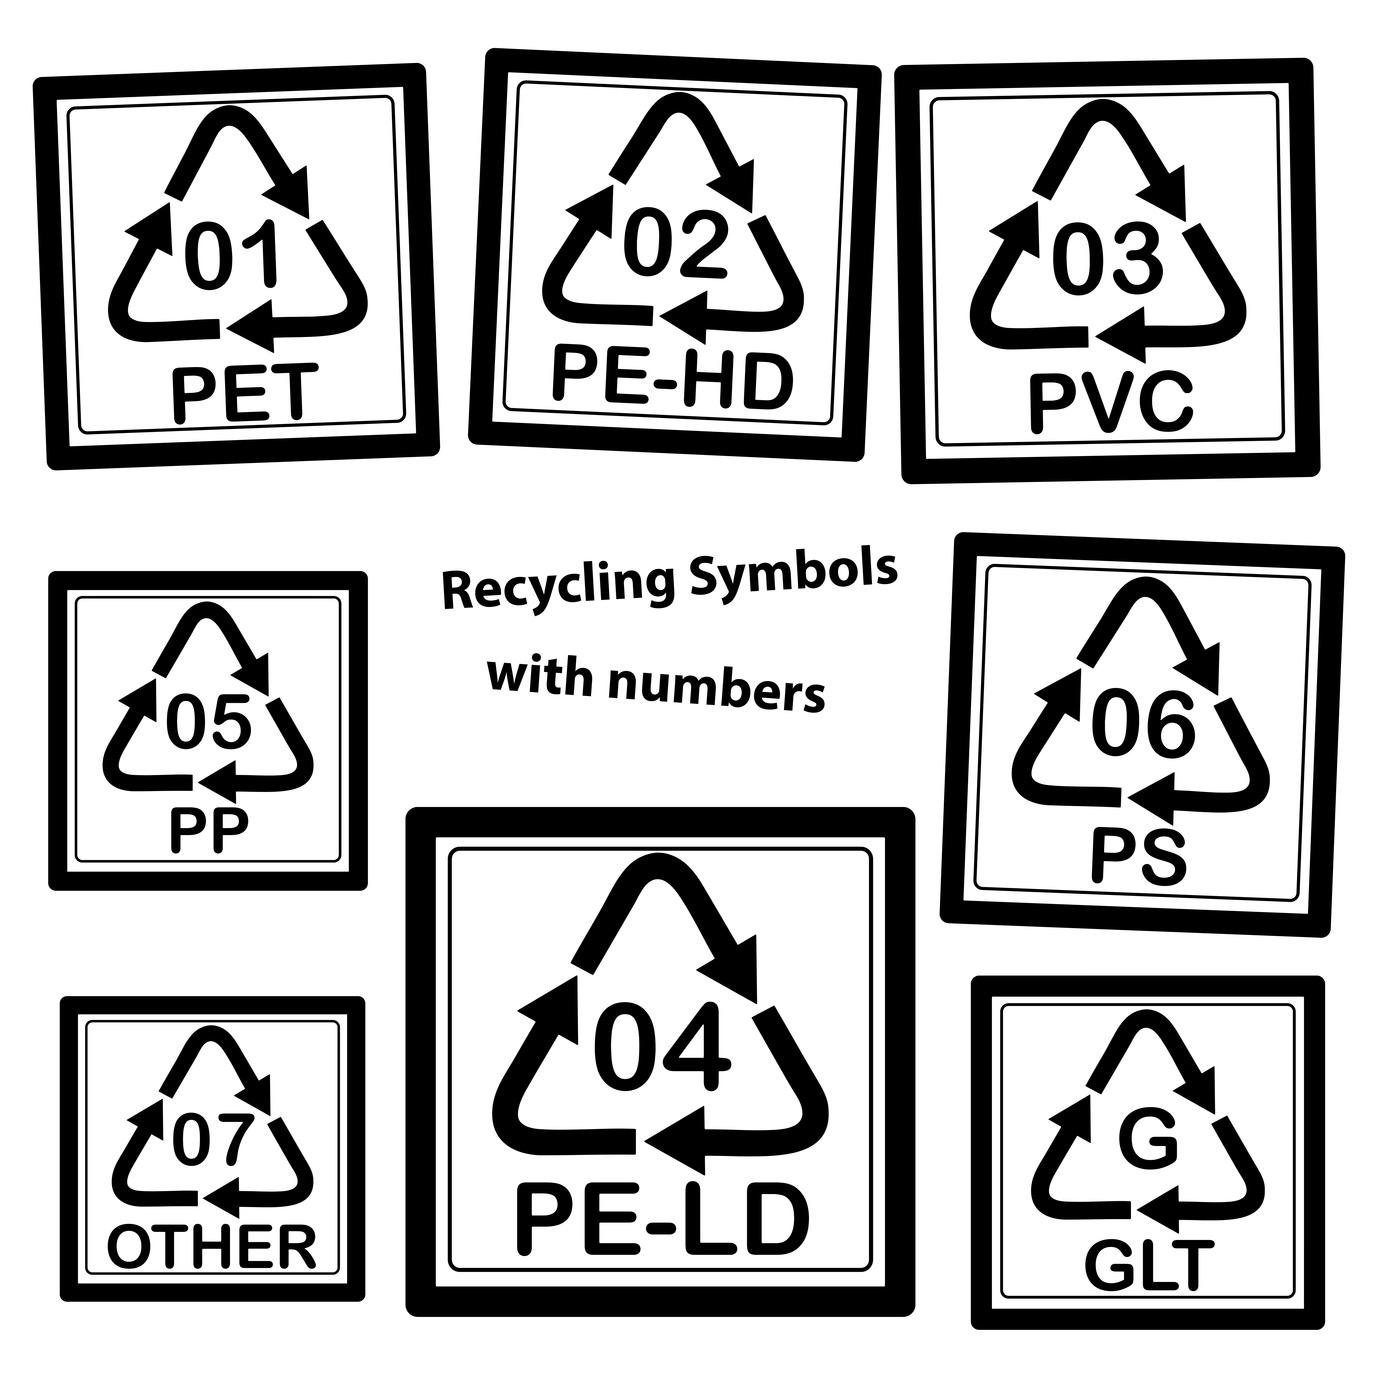 01
PET
02
PE-HD
03
PVC
Recycling Symbols
with numbers
05
PP
06
PS
04
PE-LD
07
OTHER
G
GLT